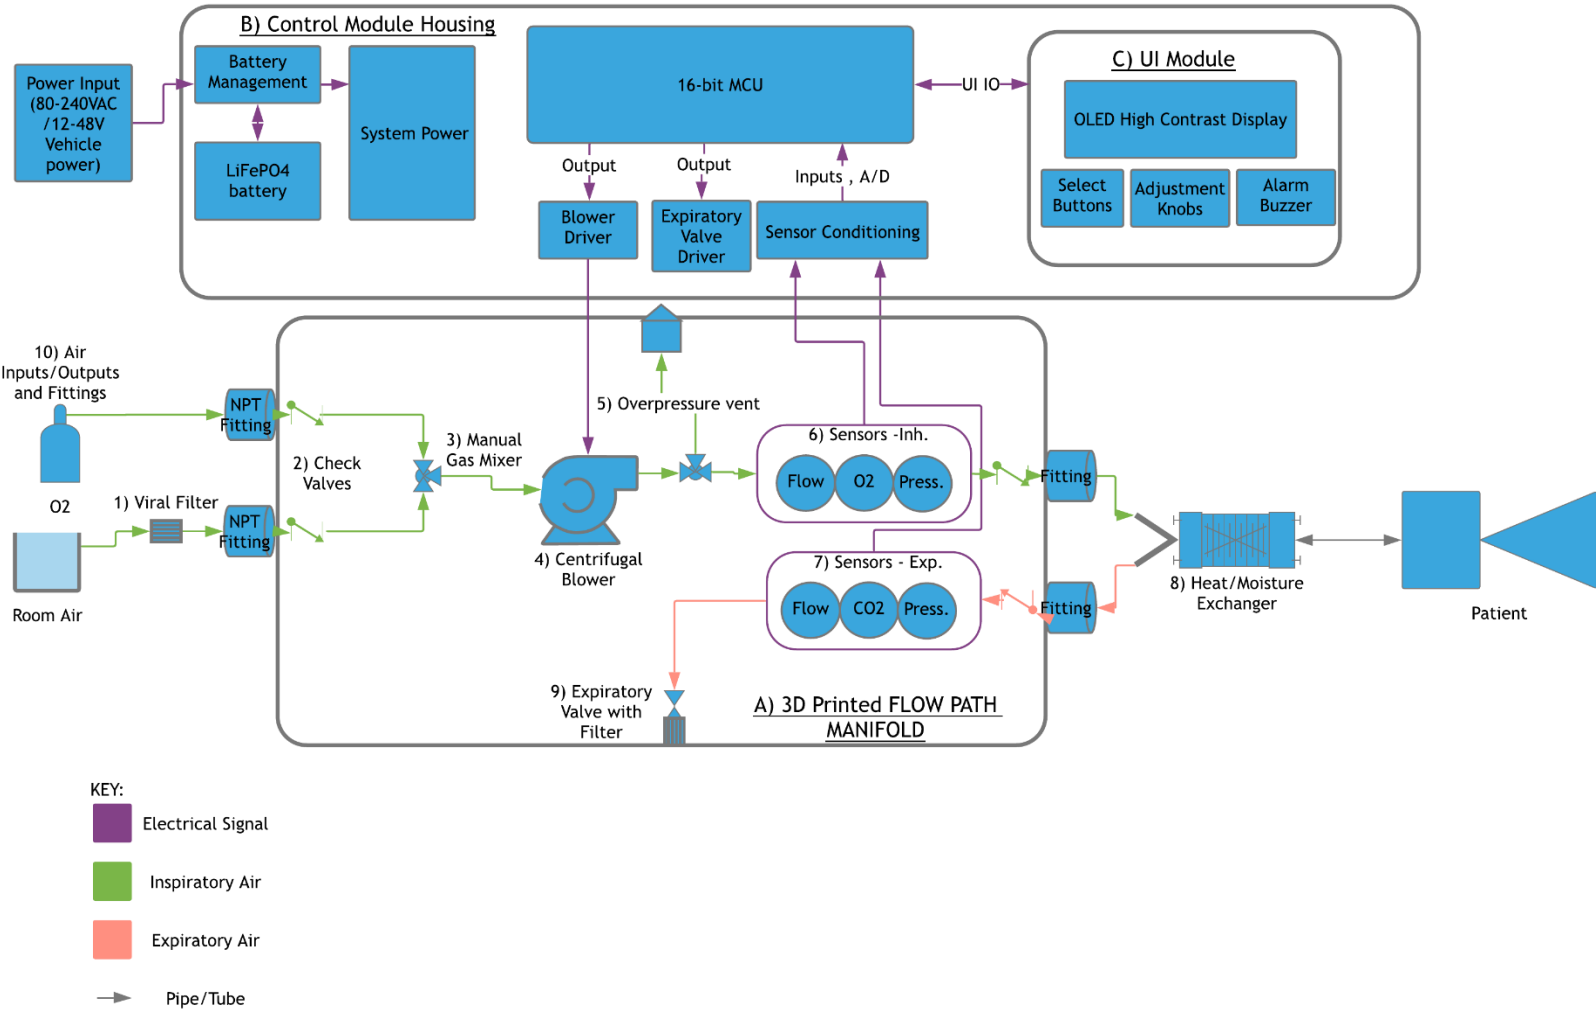 B) Control Module Housing
Power Input
(80-240VAC
/12-48V
Vehicle
power)
Battery
Management
LiFePO4
battery
System Power
16-bit MCU
UI IO
C) UI Module
OLED High Contrast Display
Select
Buttons
Adjustment
Knobs
Alarm
Buzzer
Output
Output
Inputs , A/D
Blower
Driver
Expiratory
Valve
Driver
Sensor Conditioning
10) Air
Inputs/Outputs
and Fittings
O2
NPT
Fitting
2) Check
Valves
1) Viral Filter
NPT
Fitting
Room Air
3) Manual
Gas Mixer
4) Centrifugal
Blower
5) Overpressure vent
6) Sensors -Inh.
Flow
O2
Press.
Fitting
7) Sensors - Exp.
Flow
CO2
Press.
Fitting
8) Heat/Moisture
Exchanger
Patient
9) Expiratory
Valve with
Filter
A) 3D Printed FLOW PATH
MANIFOLD
KEY:
Electrical Signal
Inspiratory Air
Expiratory Air
Pipe/Tube